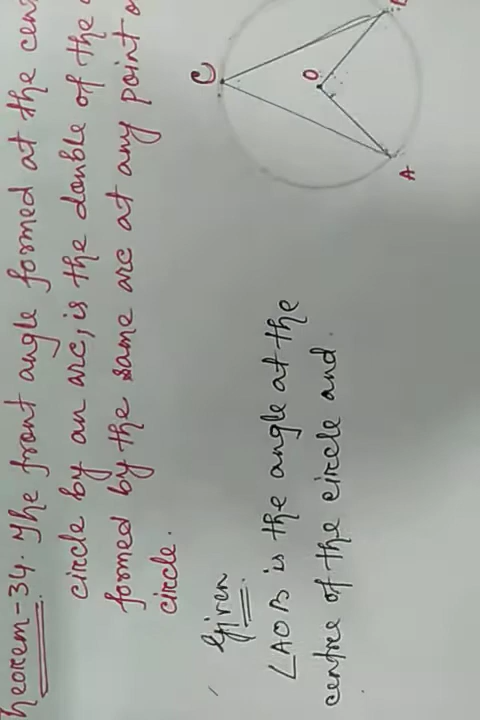 heorem-34. The front angle formed at the cen
circle by an arc, is the double of the
formed by the same arc at any point o
circle.
C
O
A
Given
∠AOB is the angle at the
centre of the circle and.